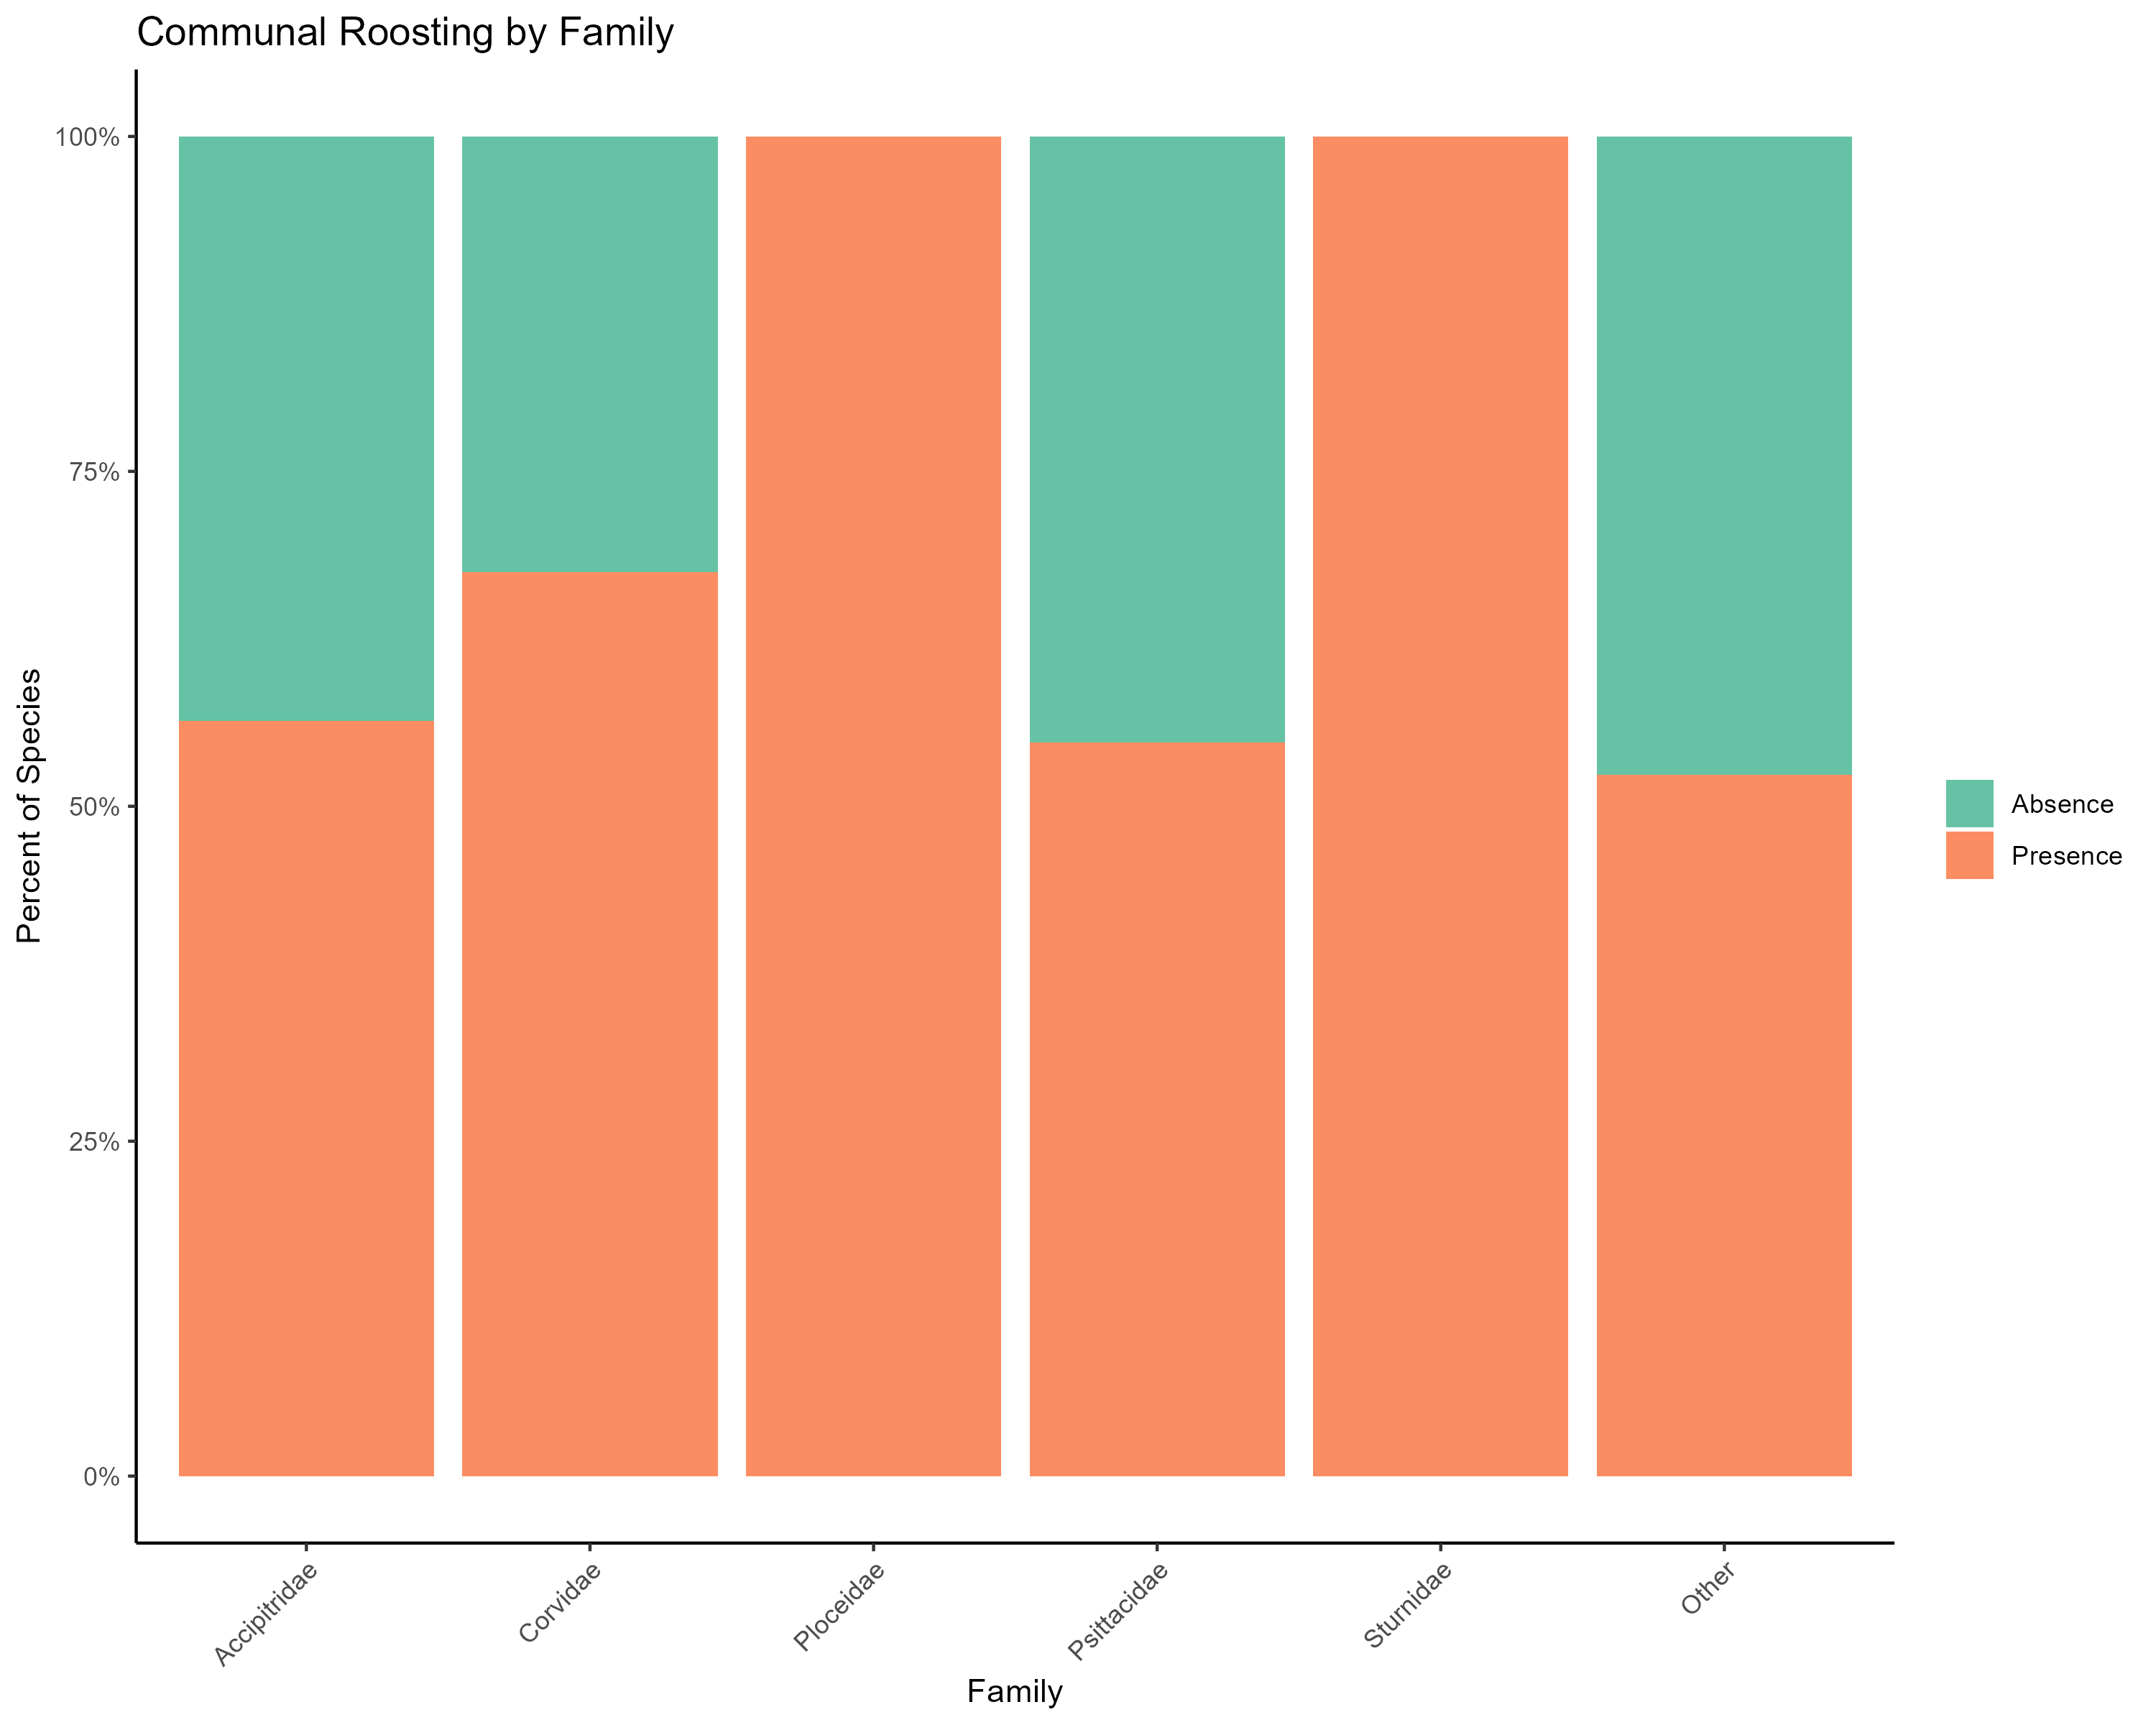 Communal Roosting by Family
Percent of Species
100%
75%
50%
25%
0%
Accipitridae
Corvidae
Ploceidae
Psittacidae
Sturnidae
Other
Family
Absence
Presence